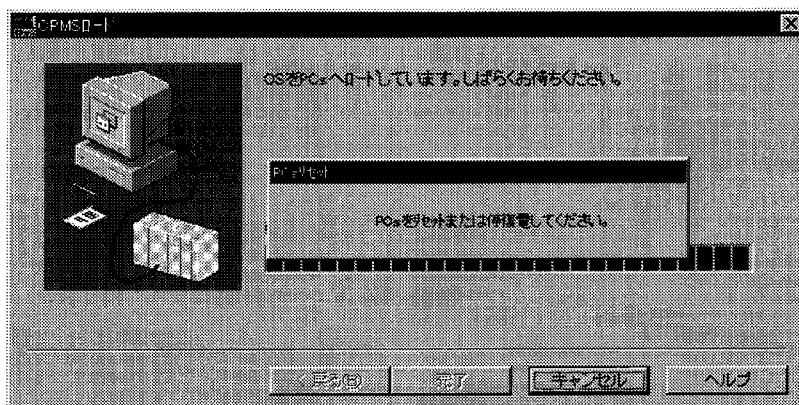 CPMSロード
OSをPCsへロードしています。しばらくお待ちください。
PCsリセット
PCsをリセットまたは停復電してください。
戻る(B)
完了
キャンセル
ヘルプ